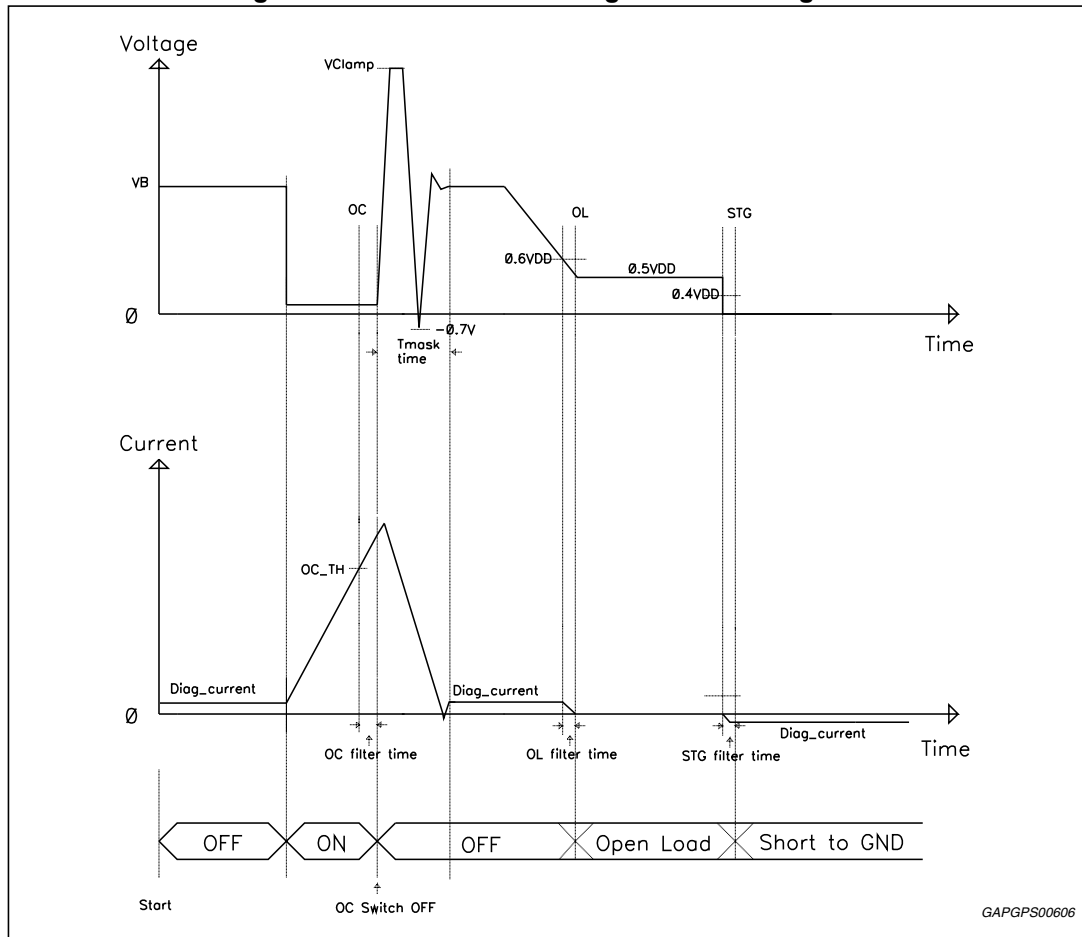 Voltage
VClamp
VB
OC
OL
STG
0.6VDD
0.5VDD
0.4VDD
Ø
-0.7V
Tmask
time
Time
Current
OC_TH
Diag_current
Diag_current
Ø
Diag_current
OC filter time
OL filter time
STG filter time
Time
OFF
ON
OFF
Open Load
Short to GND
Start
OC Switch OFF
GAPGPS00606